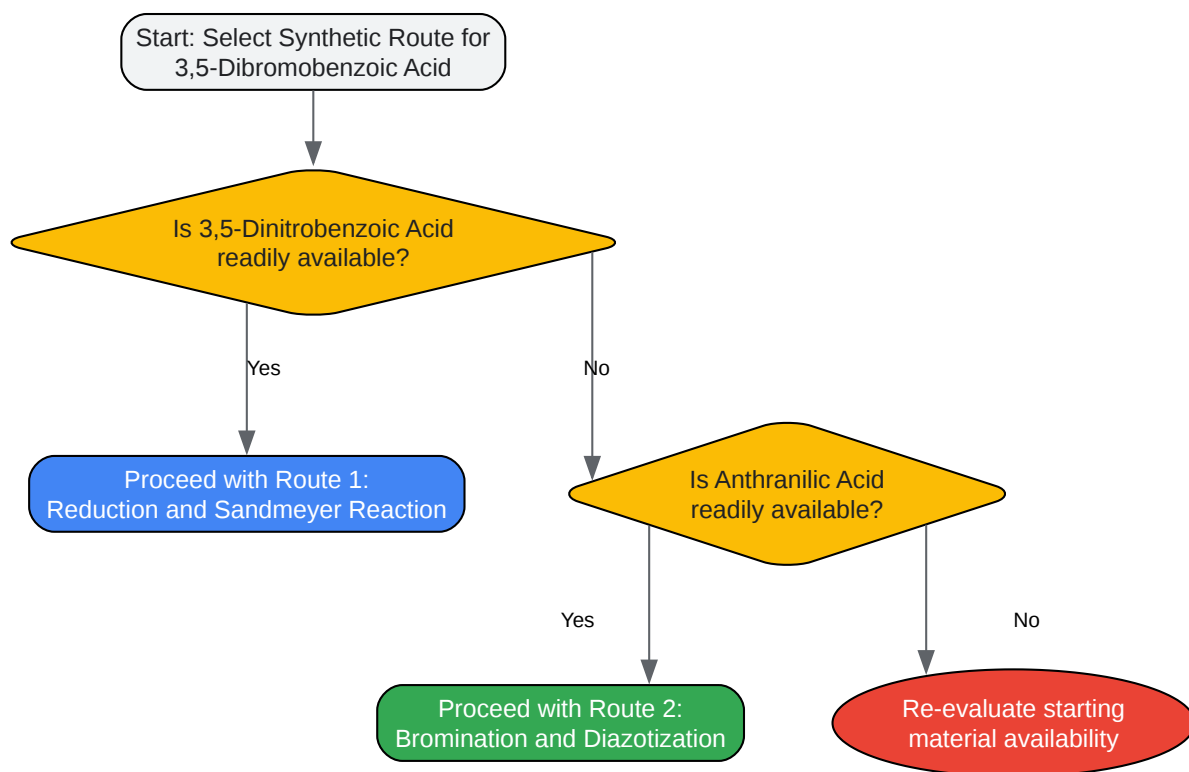 Start: Select Synthetic Route for
3,5-Dibromobenzoic Acid
Is 3,5-Dinitrobenzoic Acid
readily available?
Yes
No
Proceed with Route 1:
Reduction and Sandmeyer Reaction
Is Anthranilic Acid
readily available?
Yes
No
Proceed with Route 2:
Bromination and Diazotization
Re-evaluate starting
material availability